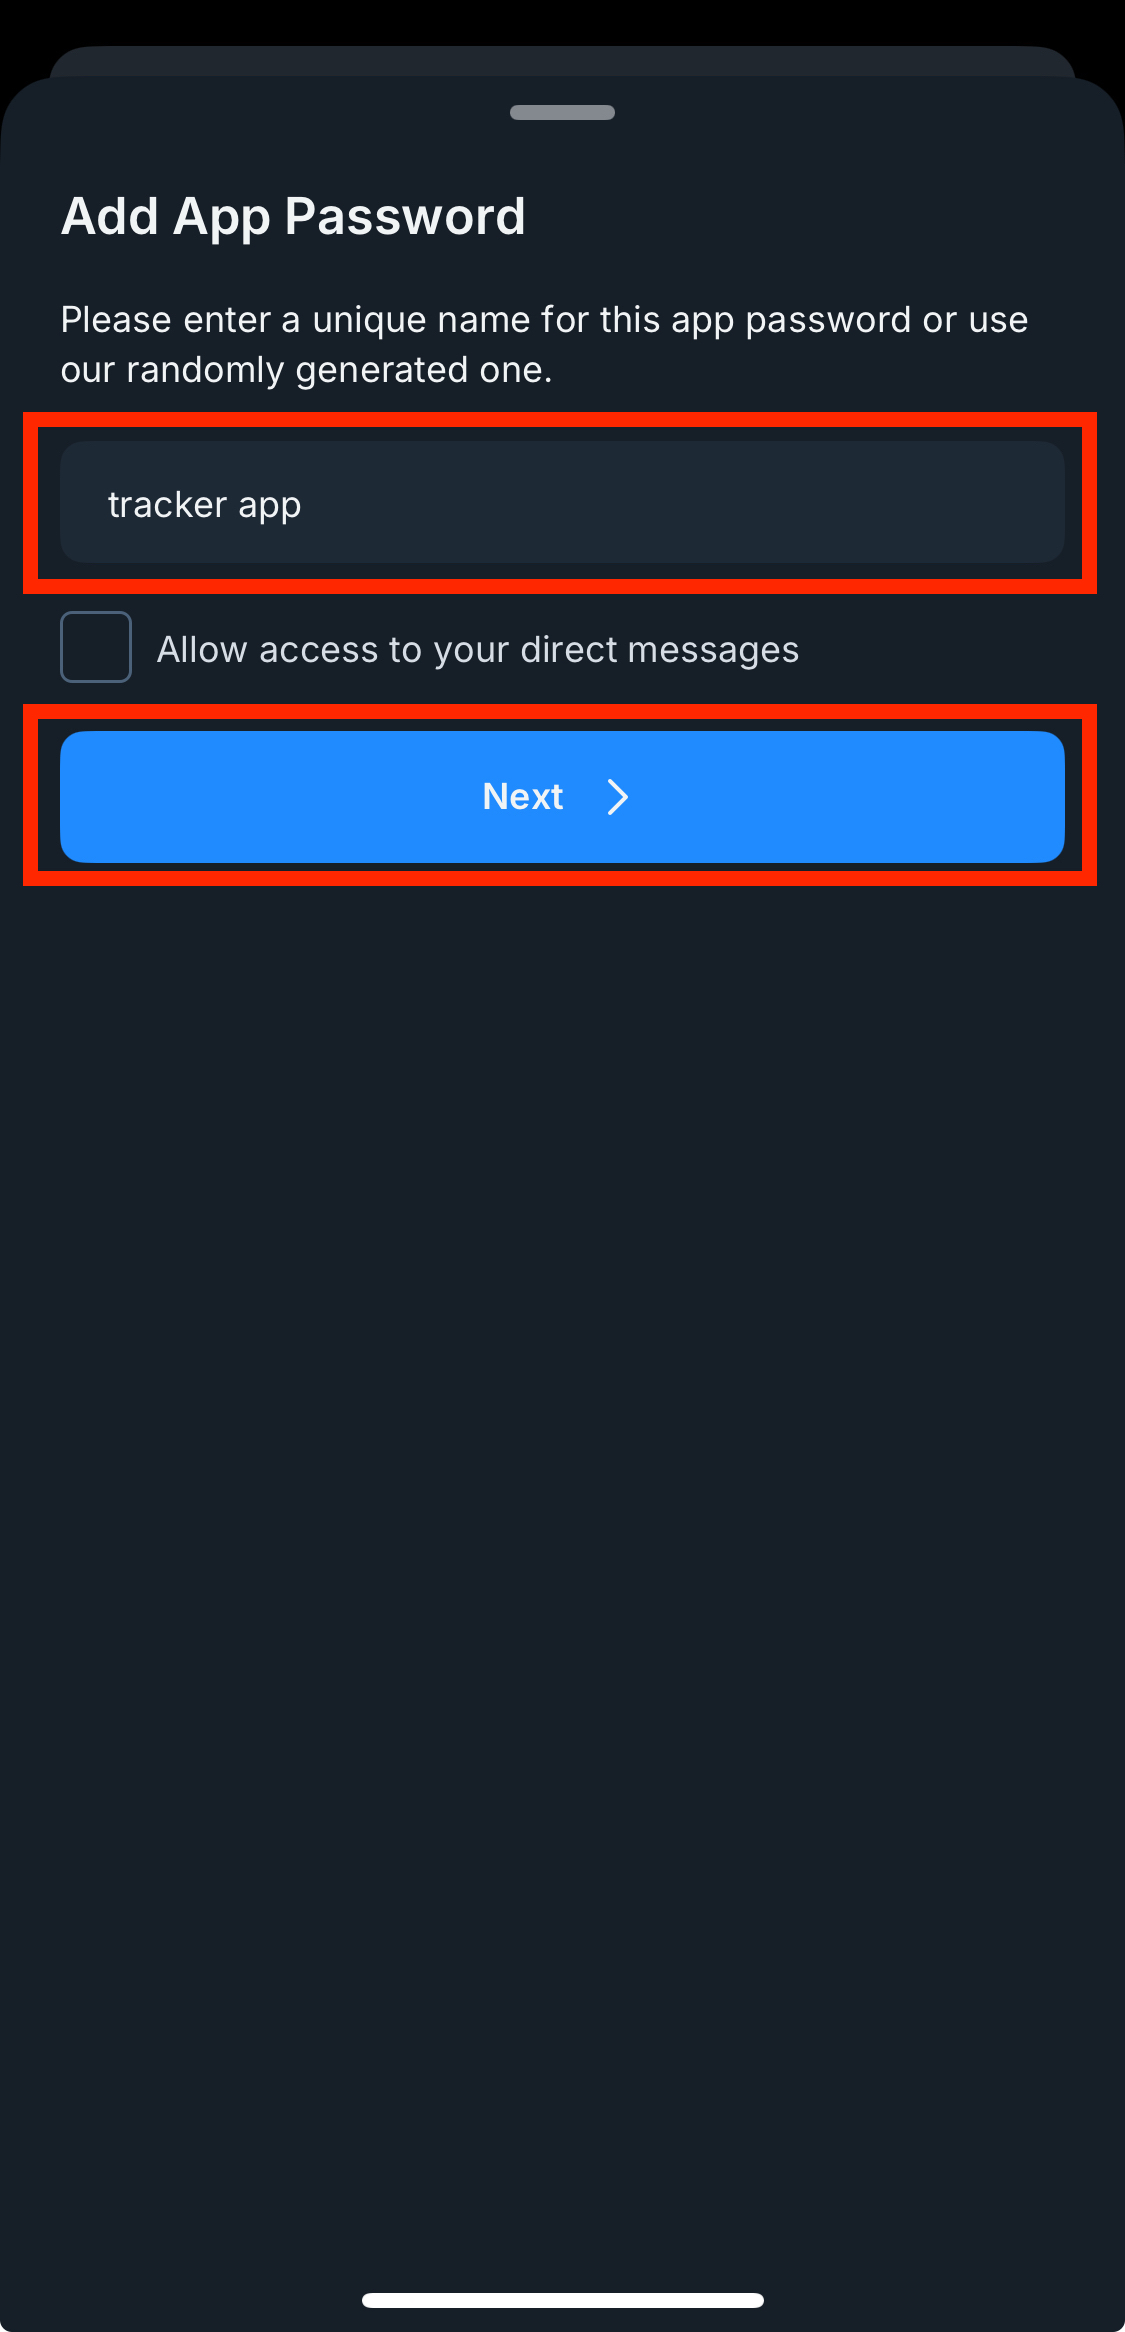 Add App Password
Please enter a unique name for this app password or use
our randomly generated one.
tracker app
Allow access to your direct messages
Next